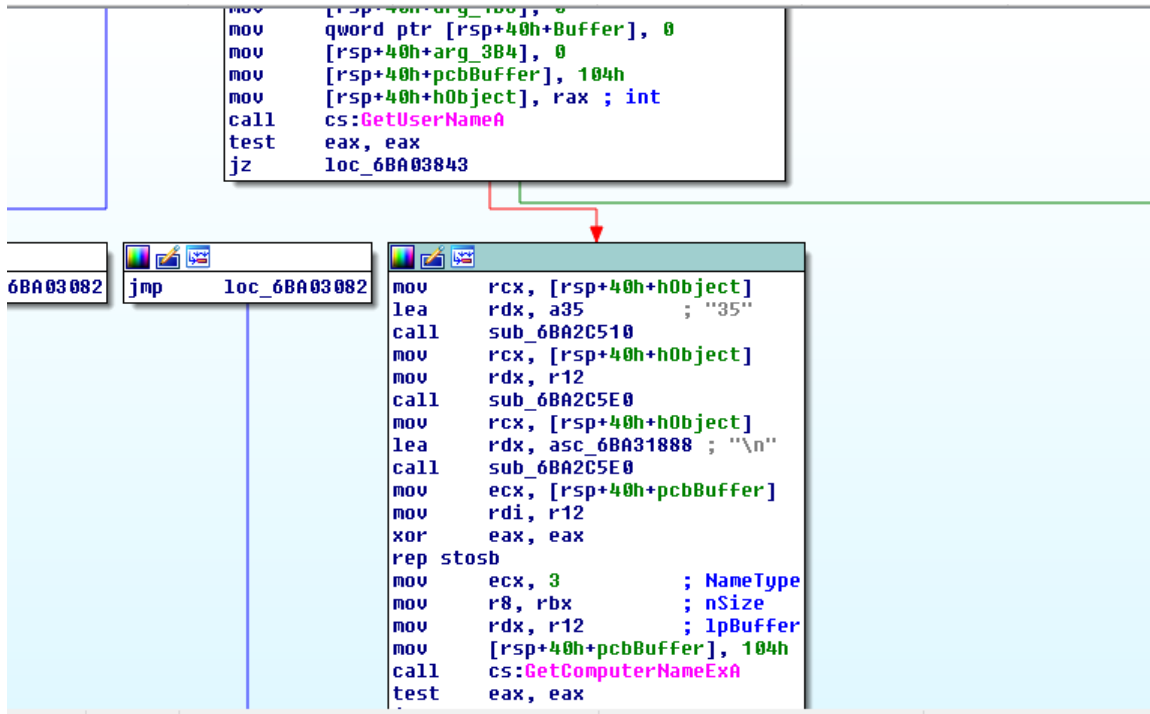 mov [rsp+40h+arg_1B0], 0
mov qword ptr [rsp+40h+Buffer], 0
mov [rsp+40h+arg_3B4], 0
mov [rsp+40h+pcbBuffer], 104h
mov [rsp+40h+hObject], rax ; int
call cs:GetUserNameA
test eax, eax
jz loc_6BA03843
6BA03082
jmp loc_6BA03082
mov rcx, [rsp+40h+hObject]
lea rdx, a35 ; "35"
call sub_6BA2C510
mov rcx, [rsp+40h+hObject]
mov rdx, r12
call sub_6BA2C5E0
mov rcx, [rsp+40h+hObject]
lea rdx, asc_6BA31888 ; "\n"
call sub_6BA2C5E0
mov ecx, [rsp+40h+pcbBuffer]
mov rdi, r12
xor eax, eax
rep stosb
mov ecx, 3 ; NameType
mov r8, rbx ; nSize
mov rdx, r12 ; lpBuffer
mov [rsp+40h+pcbBuffer], 104h
call cs:GetComputerNameExA
test eax, eax